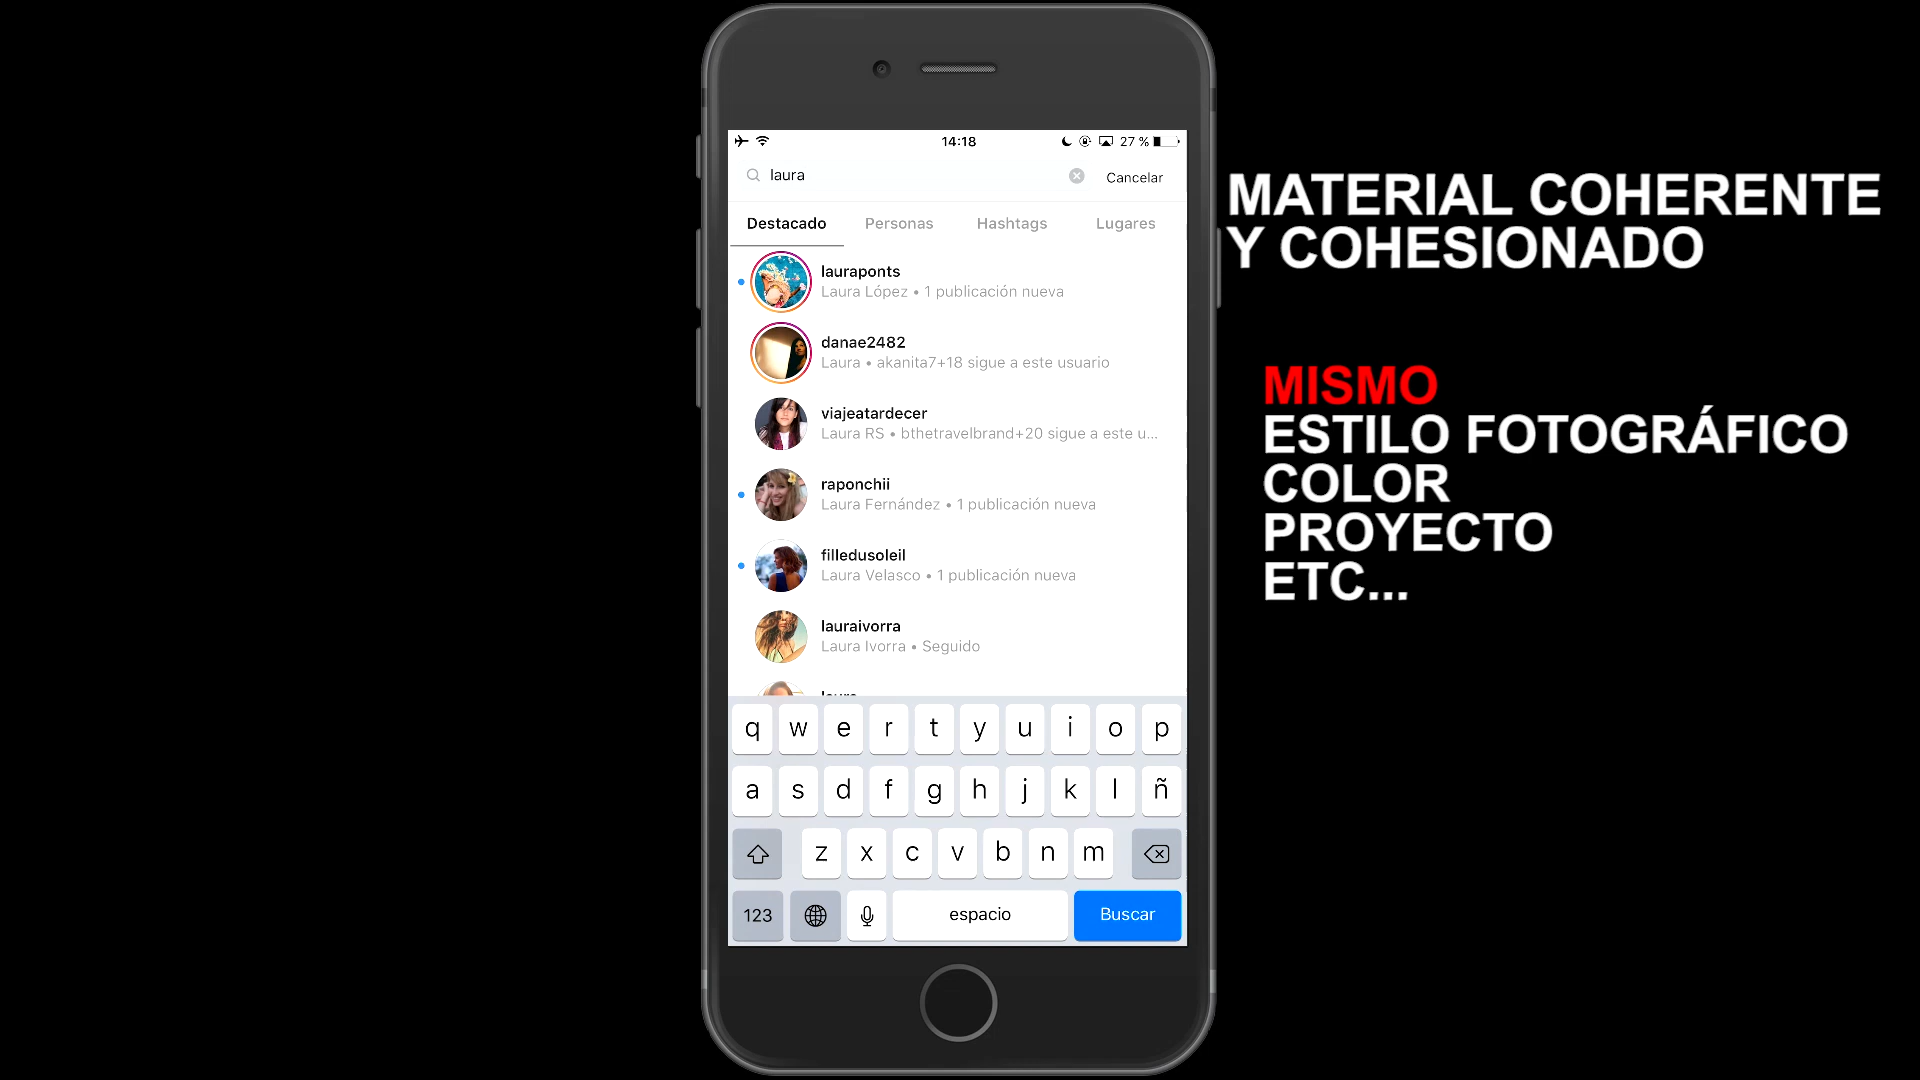 14:18
27 %
laura
Cancelar
Destacado
Personas
Hashtags
Lugares
lauraponts
Laura López • 1 publicación nueva
danae2482
Laura • akanita7+18 sigue a este usuario
viajeatardecer
Laura RS • bthetravelbrand+20 sigue a este u...
raponchii
Laura Fernández • 1 publicación nueva
filledusoleil
Laura Velasco • 1 publicación nueva
lauraivorra
Laura Ivorra • Seguido
q w e r t y u i o p
a s d f g h j k l ñ
z x c v b n m
123
espacio
Buscar
MATERIAL COHERENTE
Y COHESIONADO
MISMO
ESTILO FOTOGRÁFICO
COLOR
PROYECTO
ETC...